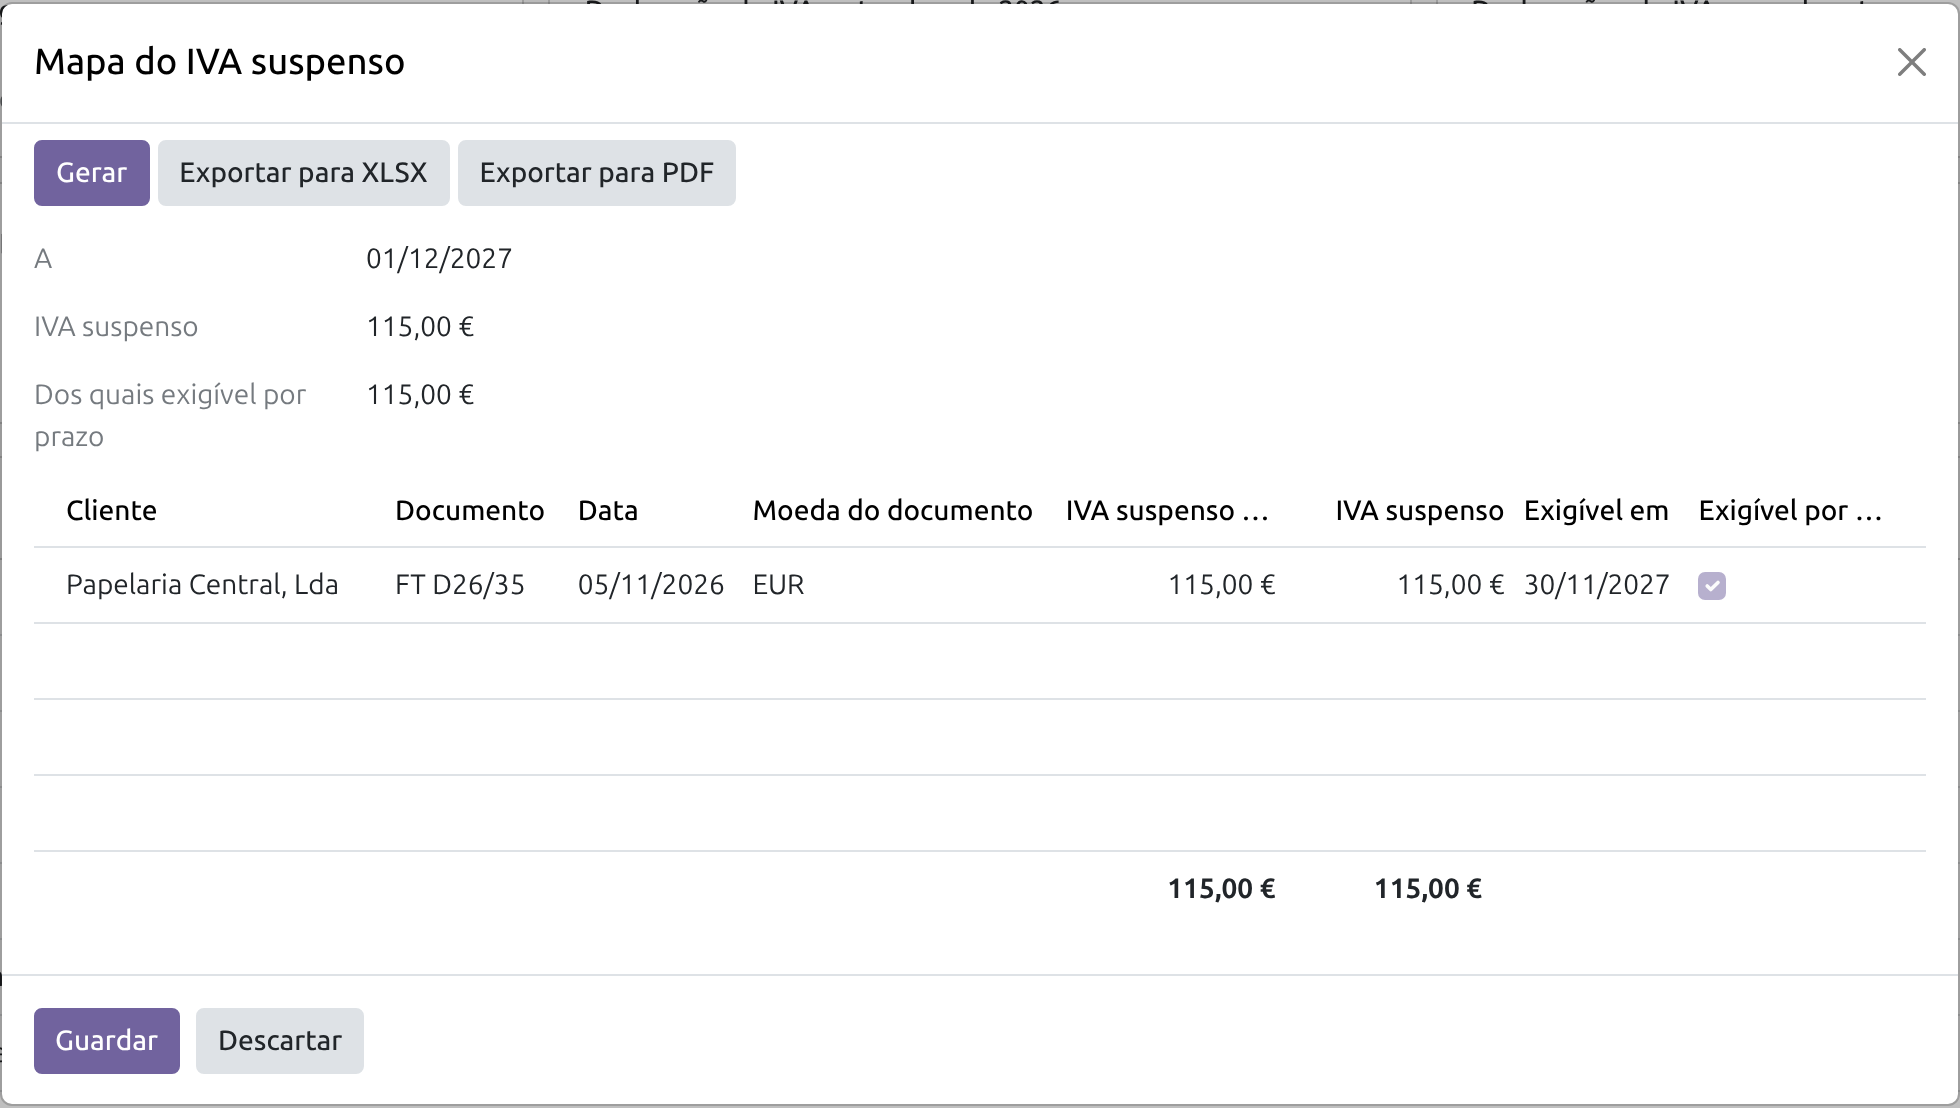 Mapa do IVA suspenso
Gerar Exportar para XLSX Exportar para PDF
A 01/12/2027
IVA suspenso 115,00 €
Dos quais exigível por prazo 115,00 €
Cliente Documento Data Moeda do documento IVA suspenso ... IVA suspenso Exigível em Exigível por ...
Papelaria Central, Lda FT D26/35 05/11/2026 EUR 115,00 € 115,00 € 30/11/2027
115,00 € 115,00 €
Guardar Descartar